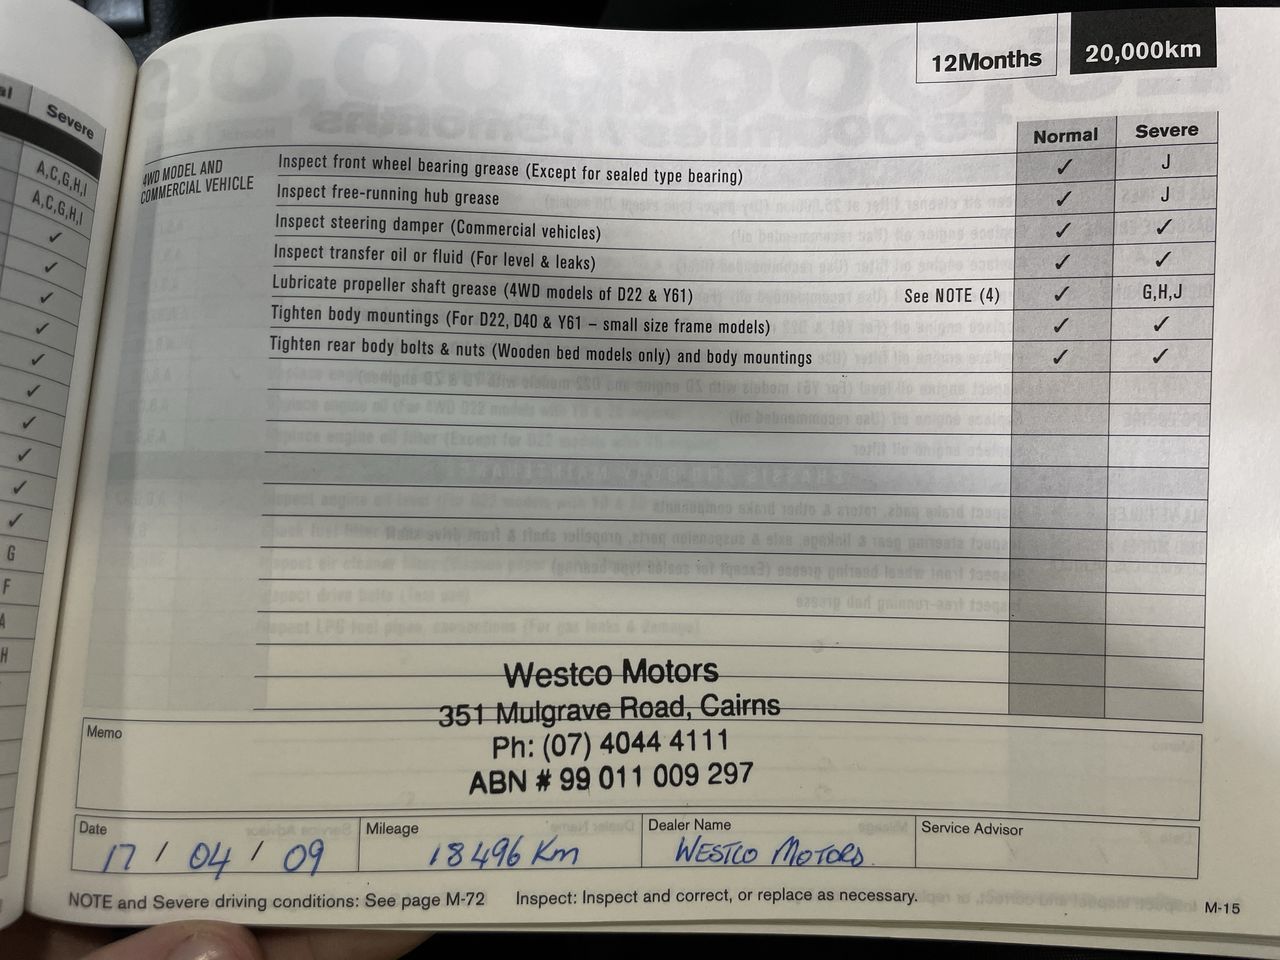 12Months 20,000km
al Severe
Normal Severe
4WD MODEL AND
COMMERCIAL VEHICLE
Inspect front wheel bearing grease (Except for sealed type bearing) ✓ J
Inspect free-running hub grease ✓ J
Inspect steering damper (Commercial vehicles) ✓ ✓
Inspect transfer oil or fluid (For level & leaks) ✓ ✓
Lubricate propeller shaft grease (4WD models of D22 & Y61) See NOTE (4) ✓ G,H,J
Tighten body mountings (For D22, D40 & Y61 – small size frame models) ✓ ✓
Tighten rear body bolts & nuts (Wooden bed models only) and body mountings ✓ ✓
A,C,G,H,I
A,C,G,H,I
✓
✓
✓
✓
✓
✓
✓
✓
✓
✓
G
F
A
H
Westco Motors
351 Mulgrave Road, Cairns
Ph: (07) 4044 4111
ABN # 99 011 009 297
Memo
Date Mileage Dealer Name Service Advisor
17 / 04 / 09 18496 Km WESTCO MOTORS
NOTE and Severe driving conditions: See page M-72 Inspect: Inspect and correct, or replace as necessary.
M-15